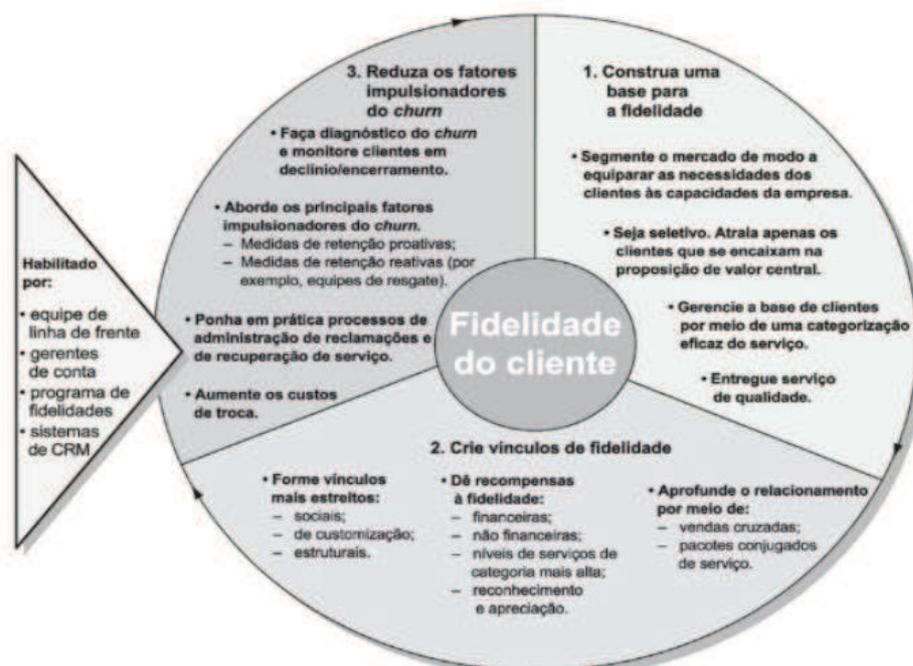 3. Reduza os fatores
impulsionadores
do churn
• Faça diagnóstico do churn
e monitore clientes em
declínio/encerramento.
• Aborde os principais fatores
impulsionadores do churn.
– Medidas de retenção proativas;
– Medidas de retenção reativas (por
exemplo, equipes de resgate).
• Ponha em prática processos de
administração de reclamações e
de recuperação de serviço.
• Aumente os custos
de troca.
1. Construa uma
base para
a fidelidade
• Segmente o mercado de modo a
equiparar as necessidades dos
clientes às capacidades da empresa.
• Seja seletivo. Atraia apenas os
clientes que se encaixam na
proposição de valor central.
• Gerencie a base de clientes
por meio de uma categorização
eficaz do serviço.
• Entregue serviço
de qualidade.
Habilitado
por:
• equipe de
linha de frente
• gerentes
de conta
• programa de
fidelidades
• sistemas
de CRM
Fidelidade
do cliente
2. Crie vínculos de fidelidade
• Forme vínculos
mais estreitos:
– sociais;
– de customização;
– estruturais.
• Dê recompensas
à fidelidade:
– financeiras;
– não financeiras;
– níveis de serviços de
categoria mais alta;
– reconhecimento
e apreciação.
• Aprofunde o relacionamento
por meio de:
– vendas cruzadas;
– pacotes conjugados
de serviço.